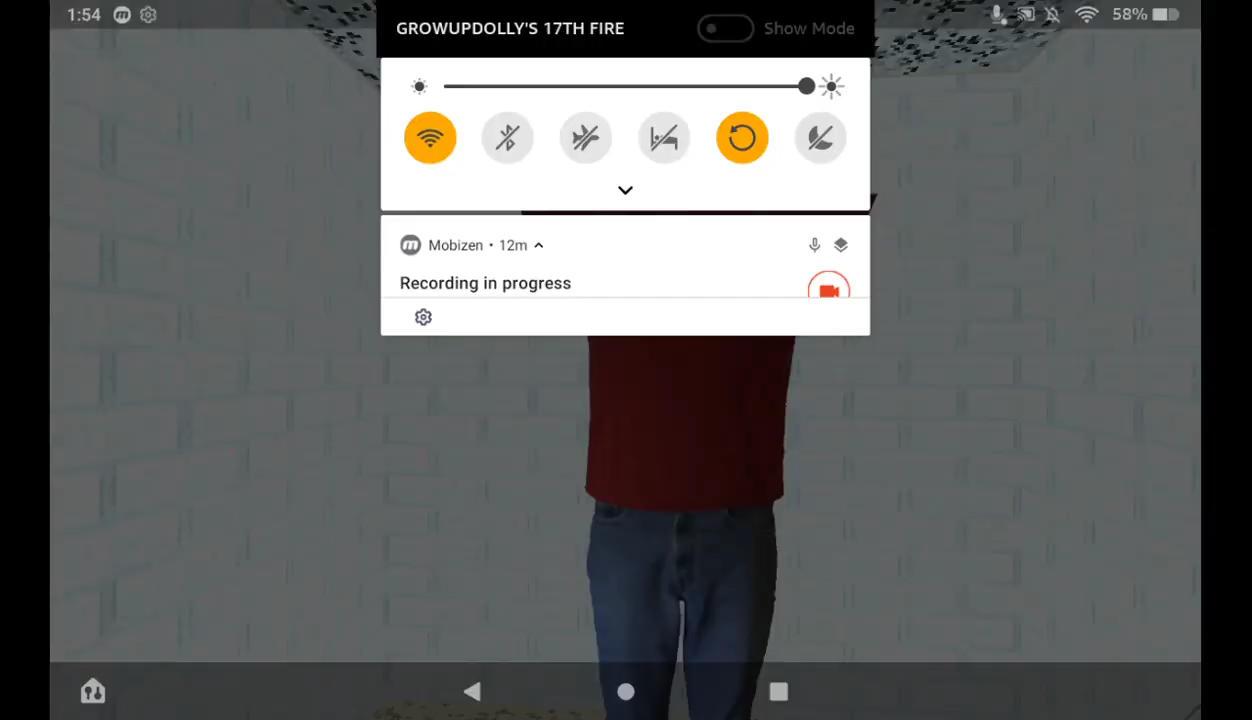 1:54
58%
GROWUPDOLLY'S 17TH FIRE
Show Mode
Mobizen • 12m
Recording in progress